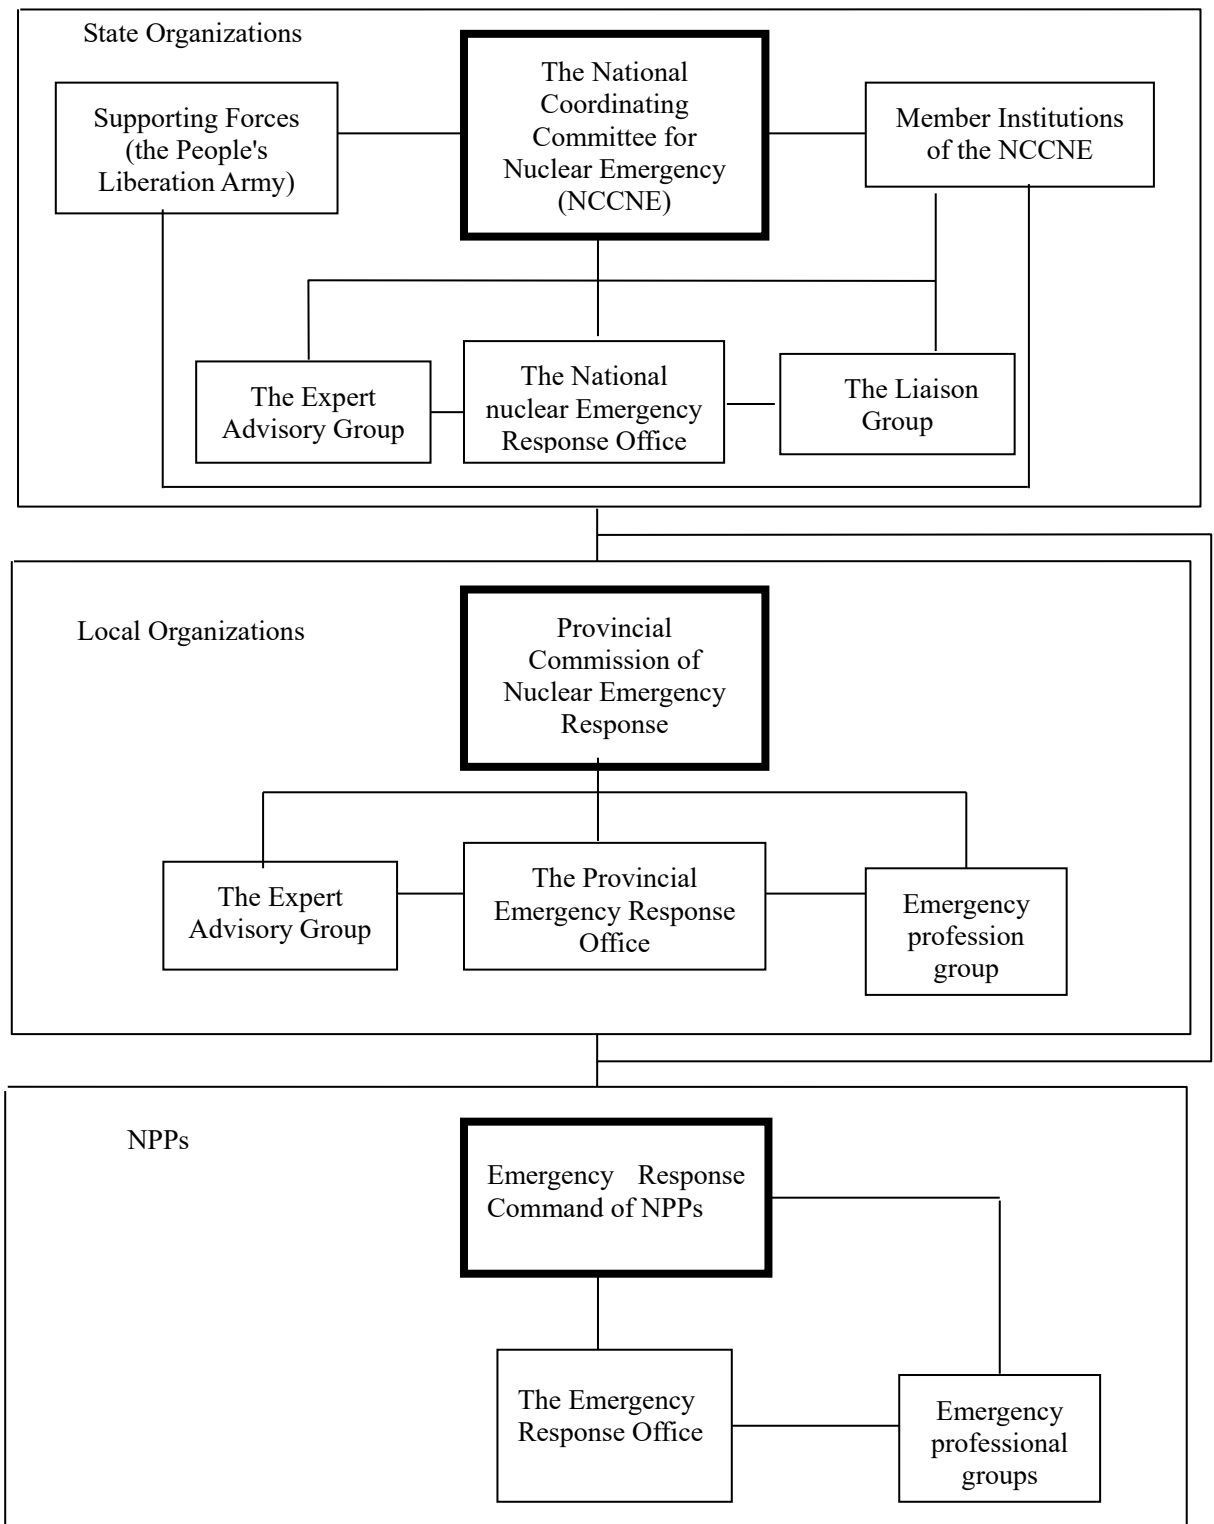 State Organizations
The National
Coordinating
Committee for
Nuclear Emergency
(NCCNE)
Supporting Forces
(the People's
Liberation Army)
Member Institutions
of the NCCNE
The Expert
Advisory Group
The National
nuclear Emergency
Response Office
The Liaison
Group
Local Organizations
Provincial
Commission of
Nuclear Emergency
Response
The Expert
Advisory Group
The Provincial
Emergency Response
Office
Emergency
profession
group
NPPs
Emergency Response
Command of NPPs
The Emergency
Response Office
Emergency
professional
groups